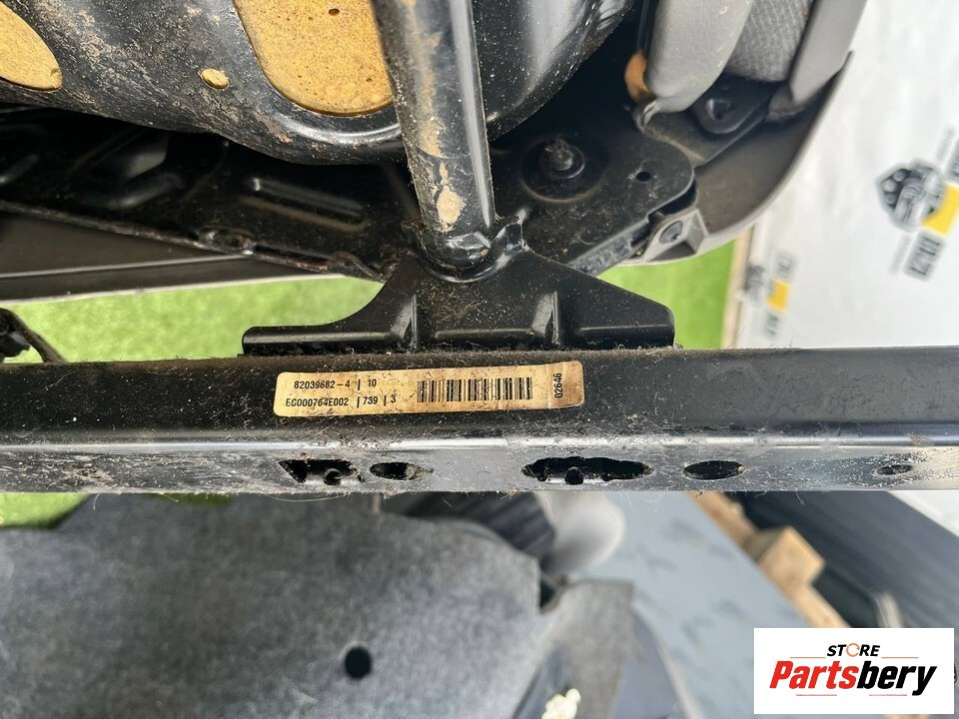 82039682-4 | 10
EC000764E002 | 739 | 3
02646
STORE
Partsbery